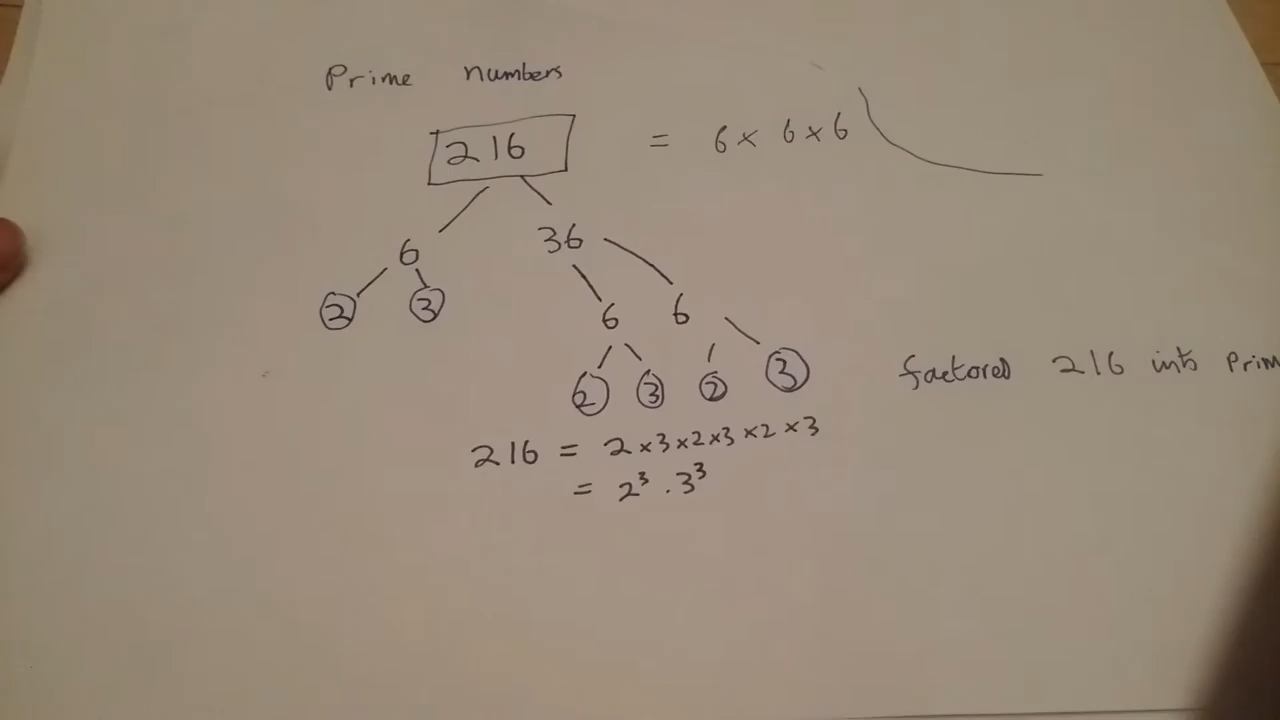 Prime numbers
216 = 6 × 6 × 6
6 36
2 3 6 6
2 3 2 3
factored 216 into Prim
216 = 2 × 3 × 2 × 3 × 2 × 3
= 2³ . 3³